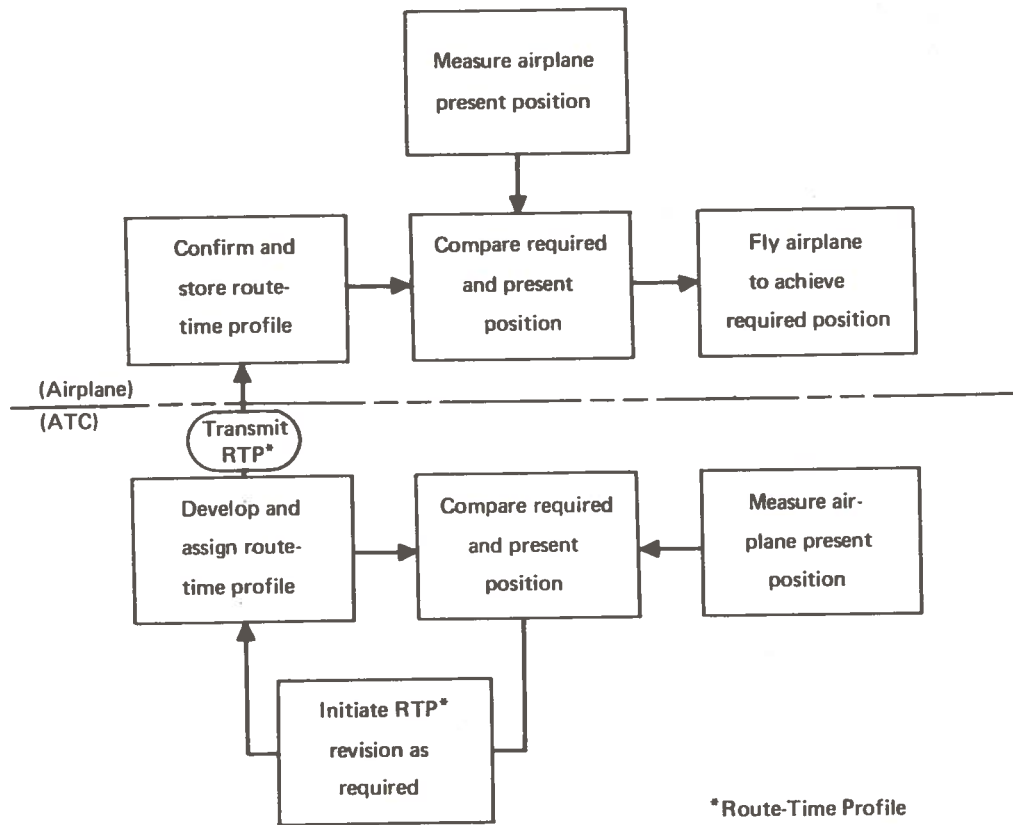 Measure airplane
present position
Confirm and
store route-
time profile
Compare required
and present
position
Fly airplane
to achieve
required position
(Airplane)
(ATC)
Transmit
RTP*
Develop and
assign route-
time profile
Compare required
and present
position
Measure air-
plane present
position
Initiate RTP*
revision as
required
*Route-Time Profile